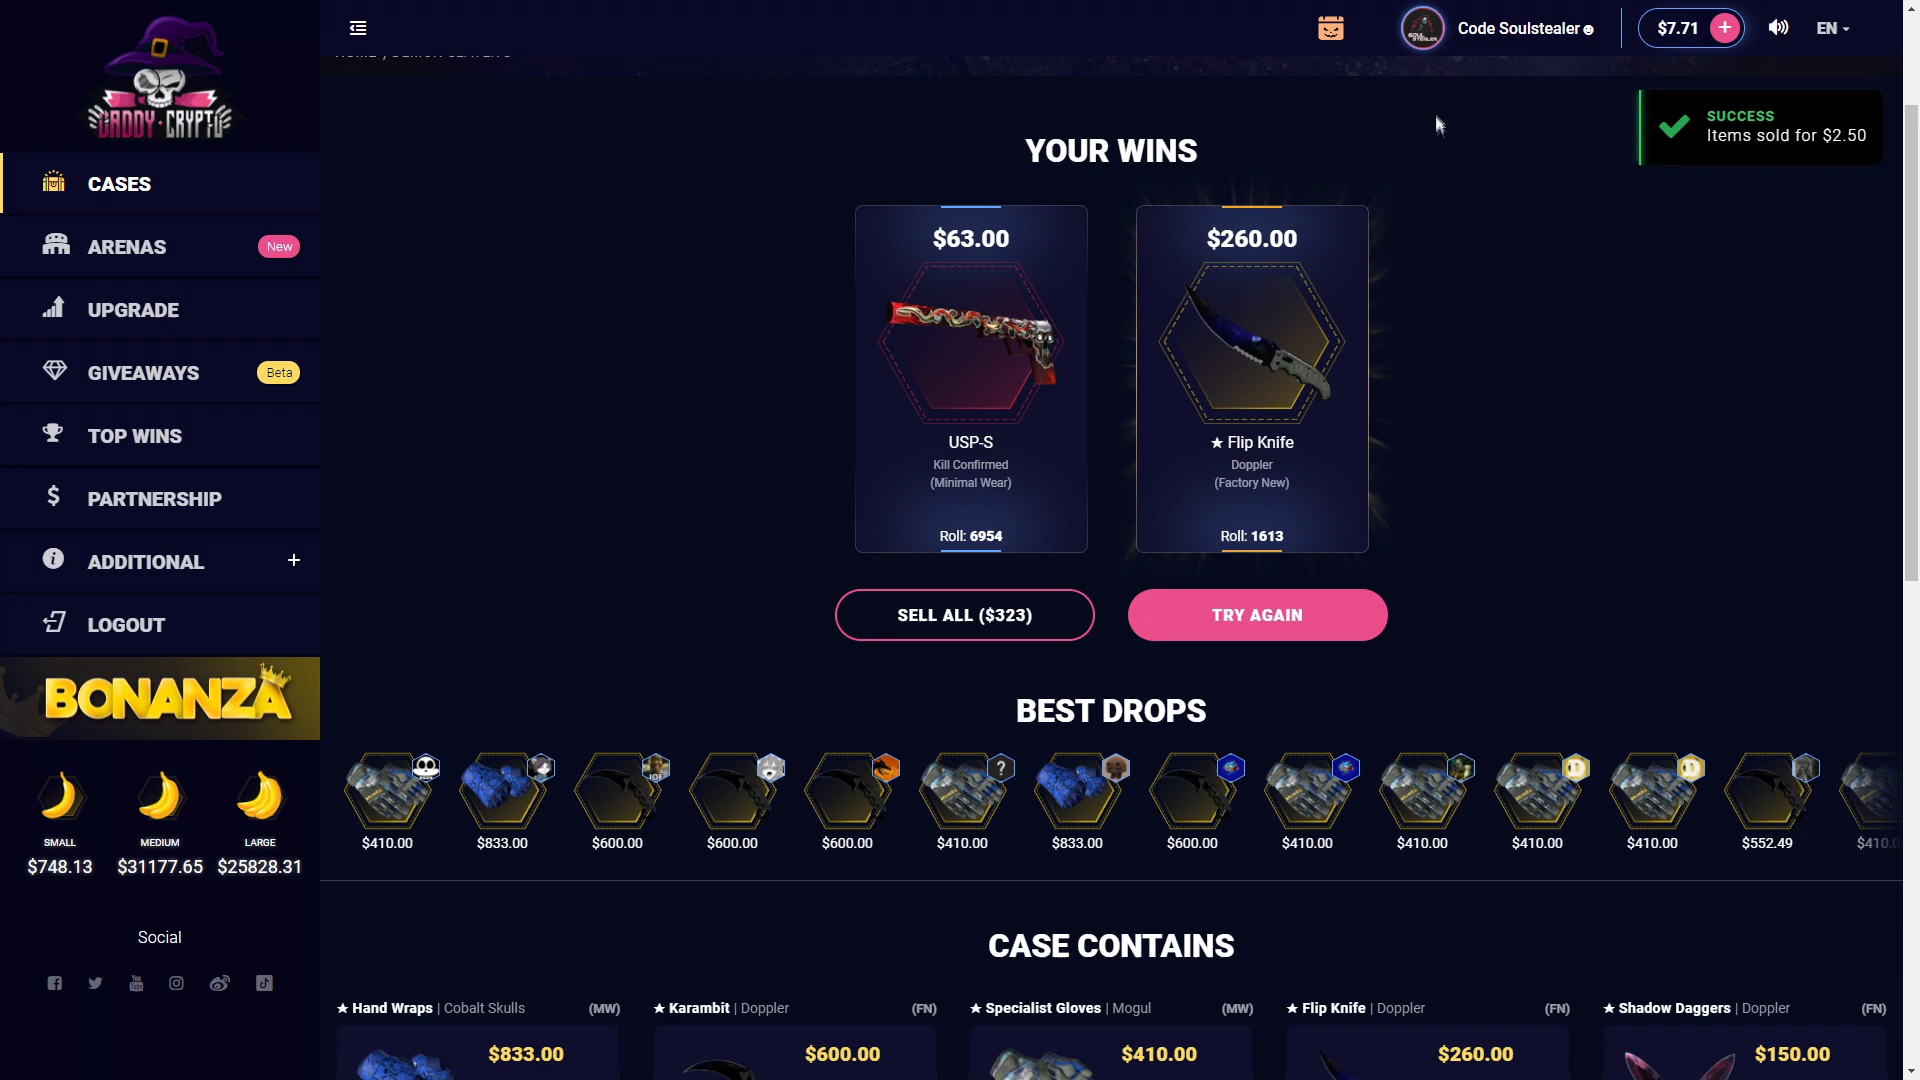 DADDY·CRYPTO
CASES
ARENAS
New
UPGRADE
GIVEAWAYS
Beta
TOP WINS
PARTNERSHIP
ADDITIONAL
+
LOGOUT
BONANZA
SMALL
MEDIUM
LARGE
$748.13
$31177.65
$25828.31
Social
Code Soulstealer☻
$7.71
+
EN
SUCCESS
Items sold for $2.50
YOUR WINS
$63.00
USP-S
Kill Confirmed
(Minimal Wear)
Roll: 6954
$260.00
★ Flip Knife
Doppler
(Factory New)
Roll: 1613
SELL ALL ($323)
TRY AGAIN
BEST DROPS
$410.00
$833.00
$600.00
$600.00
$600.00
$410.00
$833.00
$600.00
$410.00
$410.00
$410.00
$410.00
$552.49
CASE CONTAINS
★ Hand Wraps | Cobalt Skulls (MW)
$833.00
★ Karambit | Doppler (FN)
$600.00
★ Specialist Gloves | Mogul (MW)
$410.00
★ Flip Knife | Doppler (FN)
$260.00
★ Shadow Daggers | Doppler (FN)
$150.00